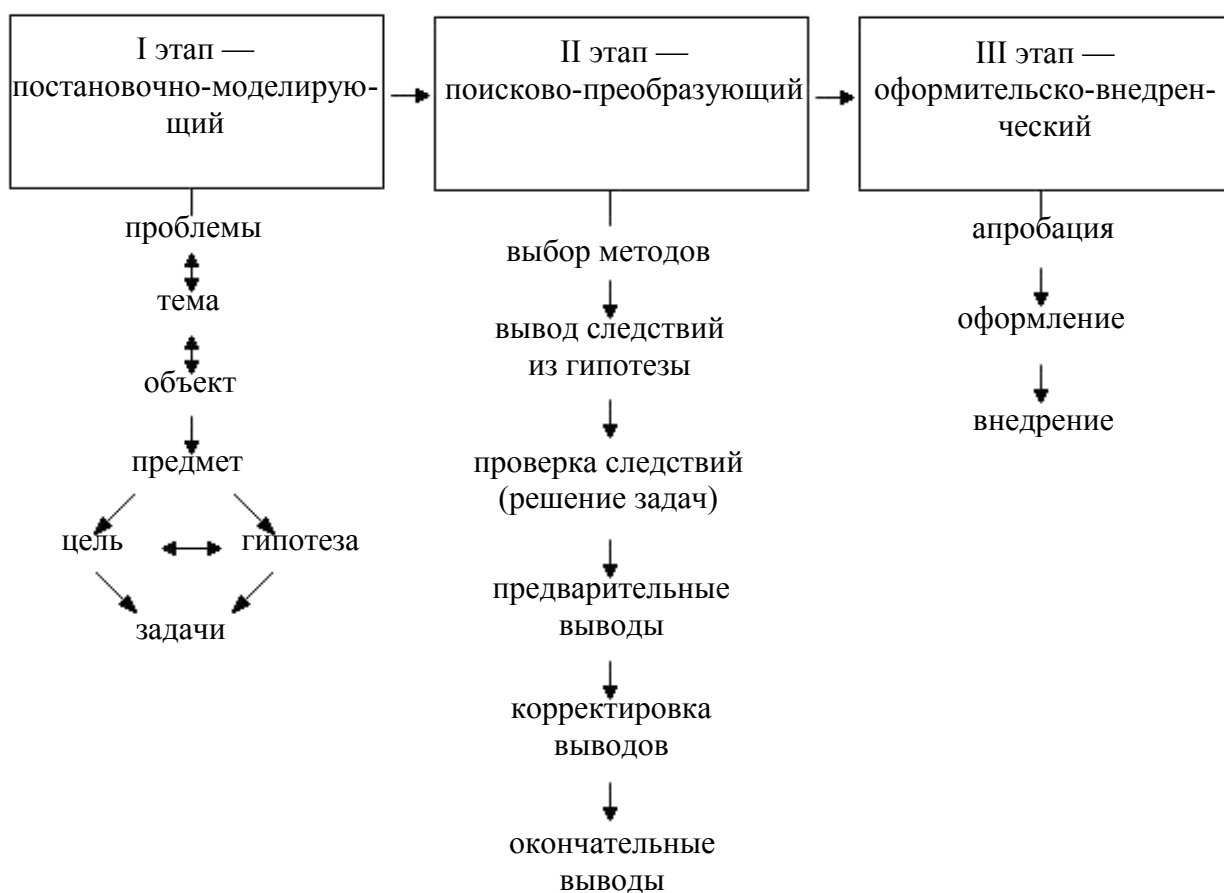 I этап —
постановочно-моделирую-
щий
II этап —
поисково-преобразующий
III этап —
оформительско-внедрен-
ческий
проблемы
тема
объект
предмет
цель
гипотеза
задачи
выбор методов
вывод следствий
из гипотезы
проверка следствий
(решение задач)
предварительные
выводы
корректировка
выводов
окончательные
выводы
апробация
оформление
внедрение